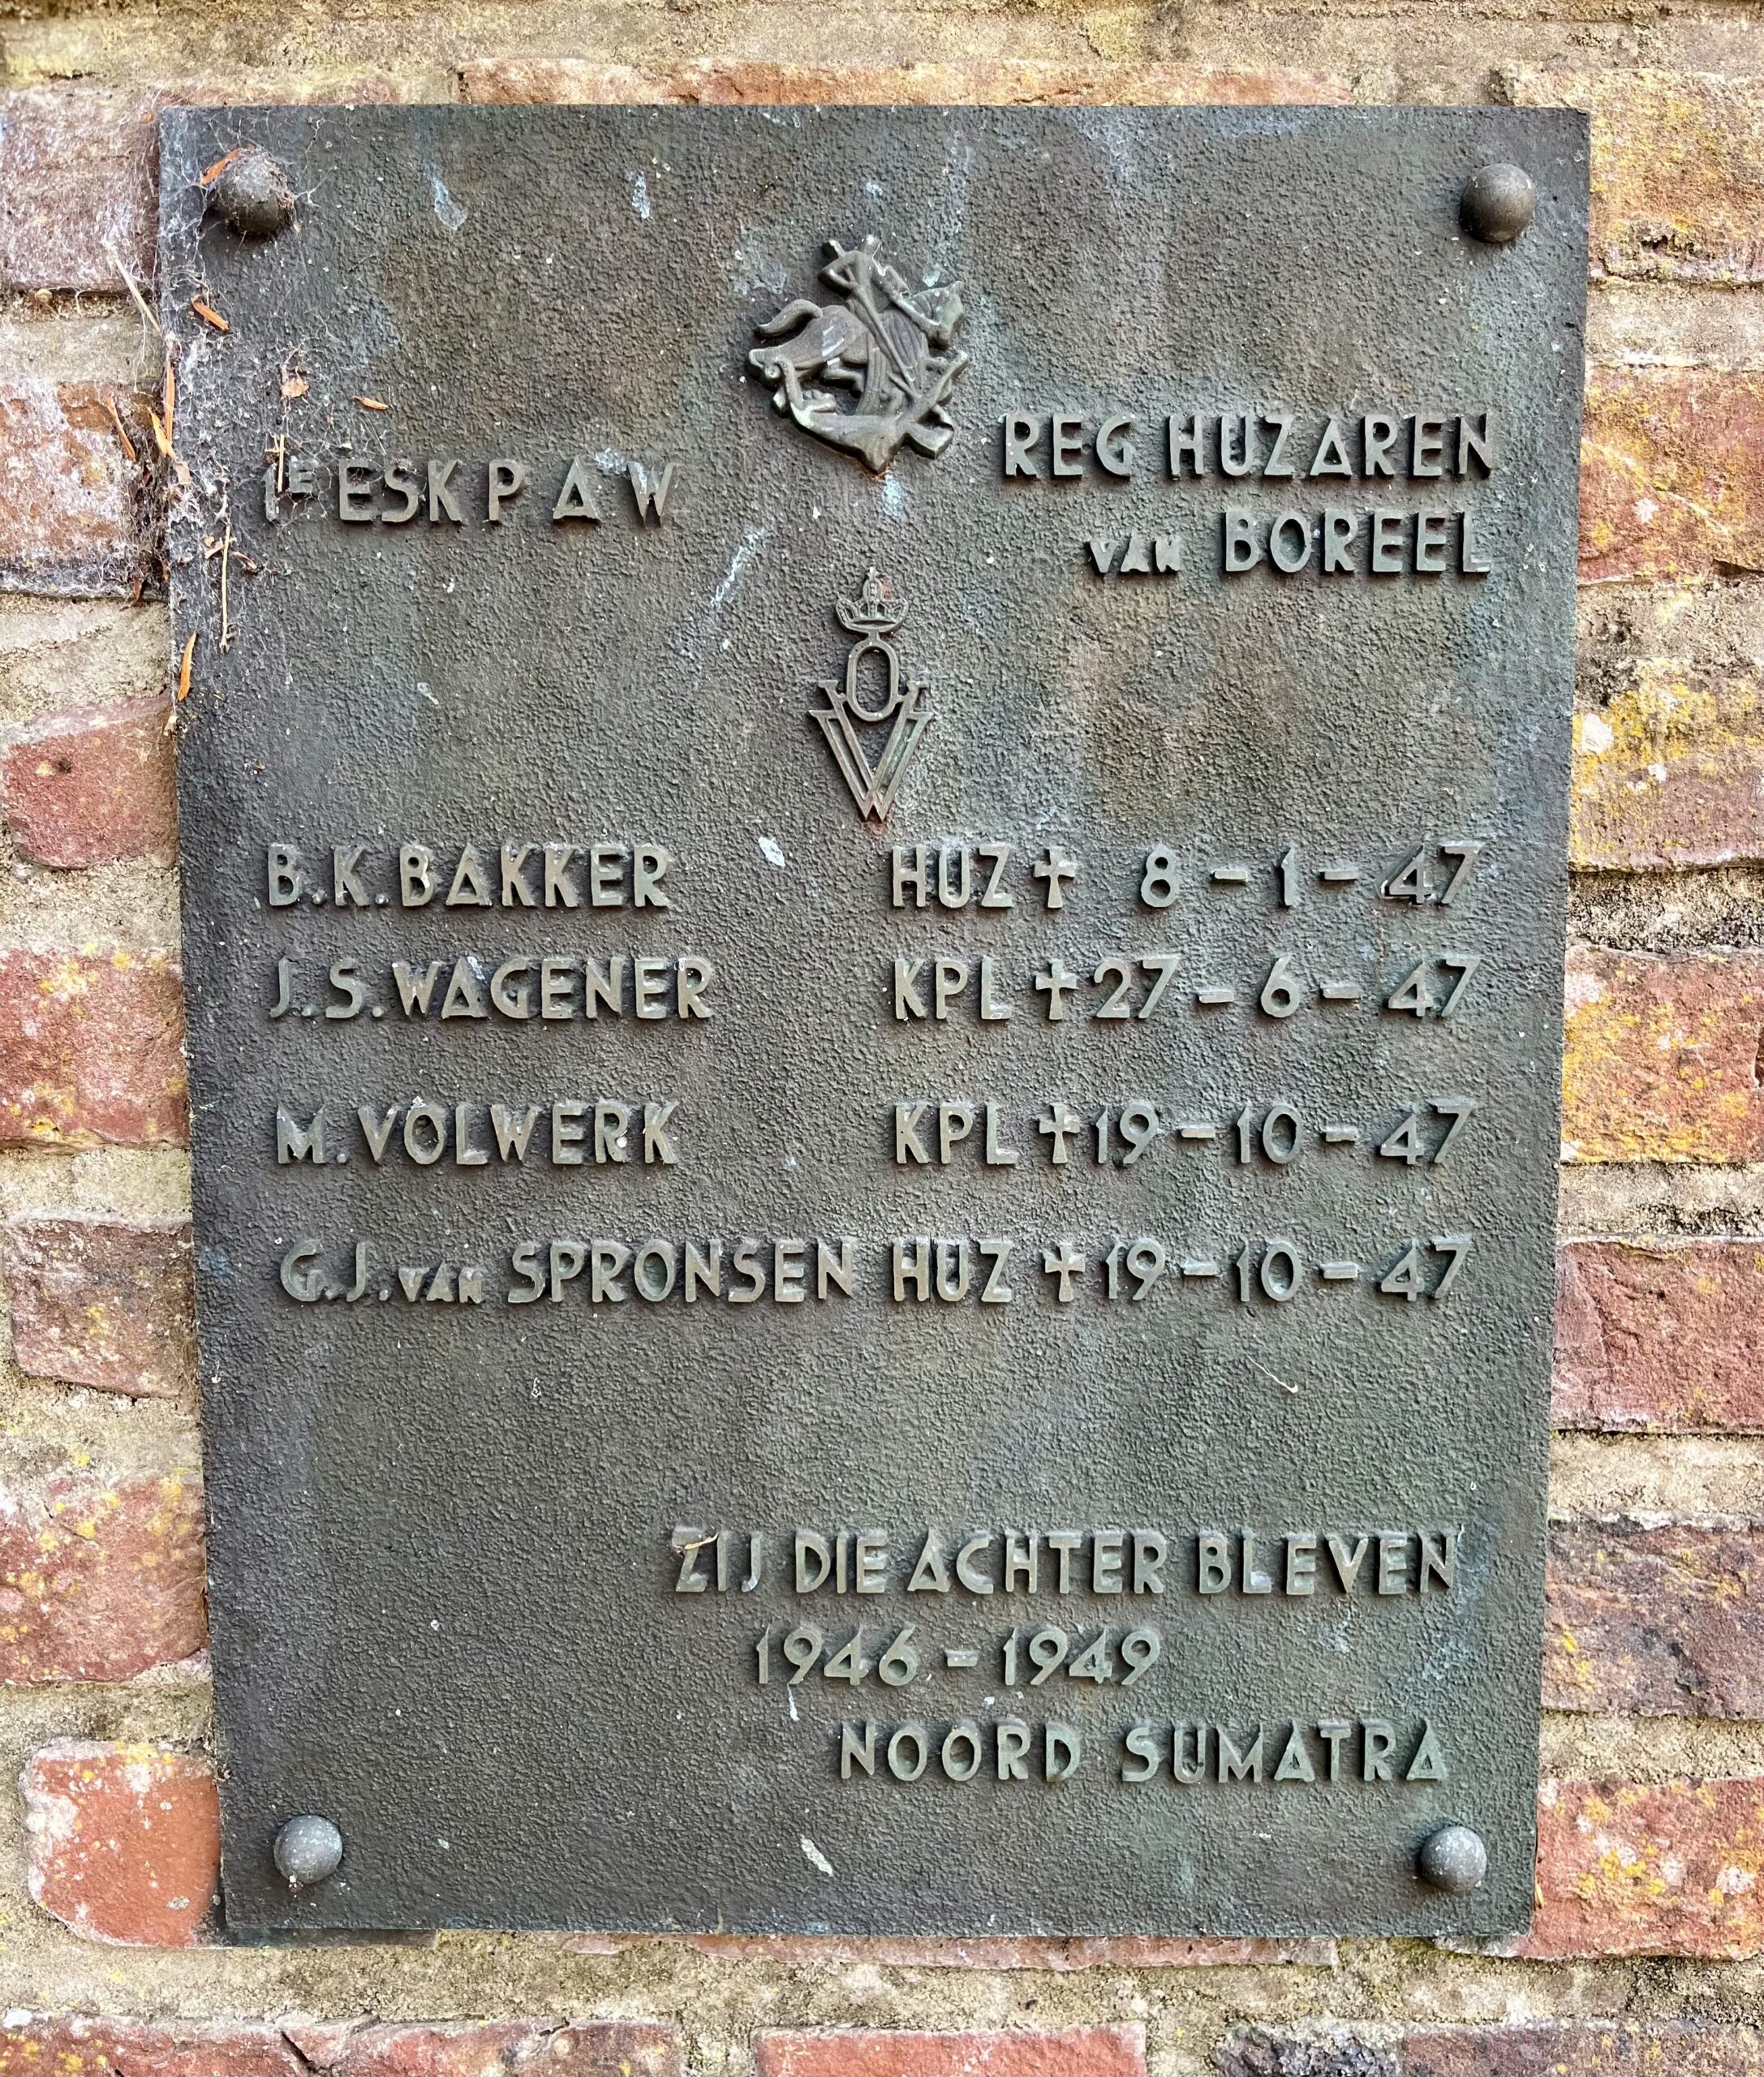 1E ESK P A W
REG HUZAREN
van BOREEL
OW
B.K. BAKKER HUZ † 8-1-47
J.S. WAGENER KPL † 27-6-47
M. VOLWERK KPL † 19-10-47
G.J. van SPRONSEN HUZ † 19-10-47
ZIJ DIE ACHTER BLEVEN
1946-1949
NOORD SUMATRA